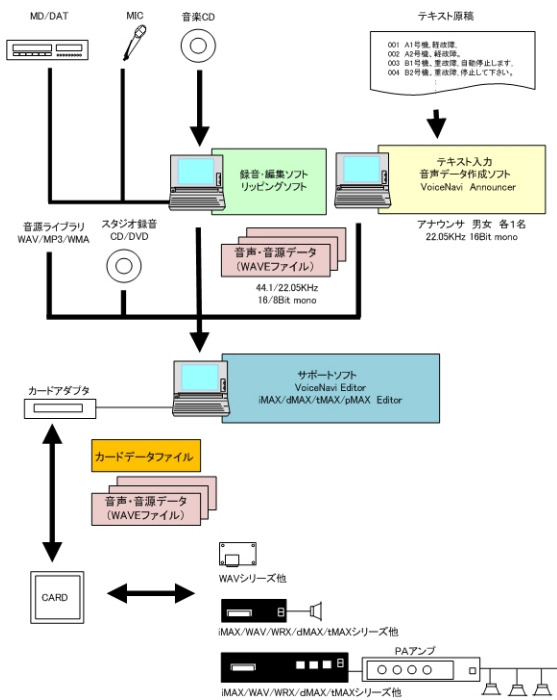 MD/DAT
MIC
音楽CD
テキスト原稿
001 A1号機、軽故障。
002 A2号機、軽故障。
003 B1号機、重故障、自動停止します。
004 B2号機、重故障、停止して下さい。
:
録音・編集ソフト
リッピングソフト
テキスト入力
音声データ作成ソフト
VoiceNavi Announcer
アナウンサ 男女 各1名
22.05KHz 16Bit mono
音源ライブラリ
WAV/MP3/WMA
スタジオ録音
CD/DVD
音声・音源データ
(WAVEファイル)
44.1/22.05KHz
16/8Bit mono
サポートソフト
VoiceNavi Editor
iMAX/dMAX/tMAX/pMAX Editor
カードアダプタ
カードデータファイル
音声・音源データ
(WAVEファイル)
CARD
WAVシリーズ他
iMAX/WAV/WRX/dMAX/tMAXシリーズ他
PAアンプ
iMAX/WAV/WRX/dMAX/tMAXシリーズ他